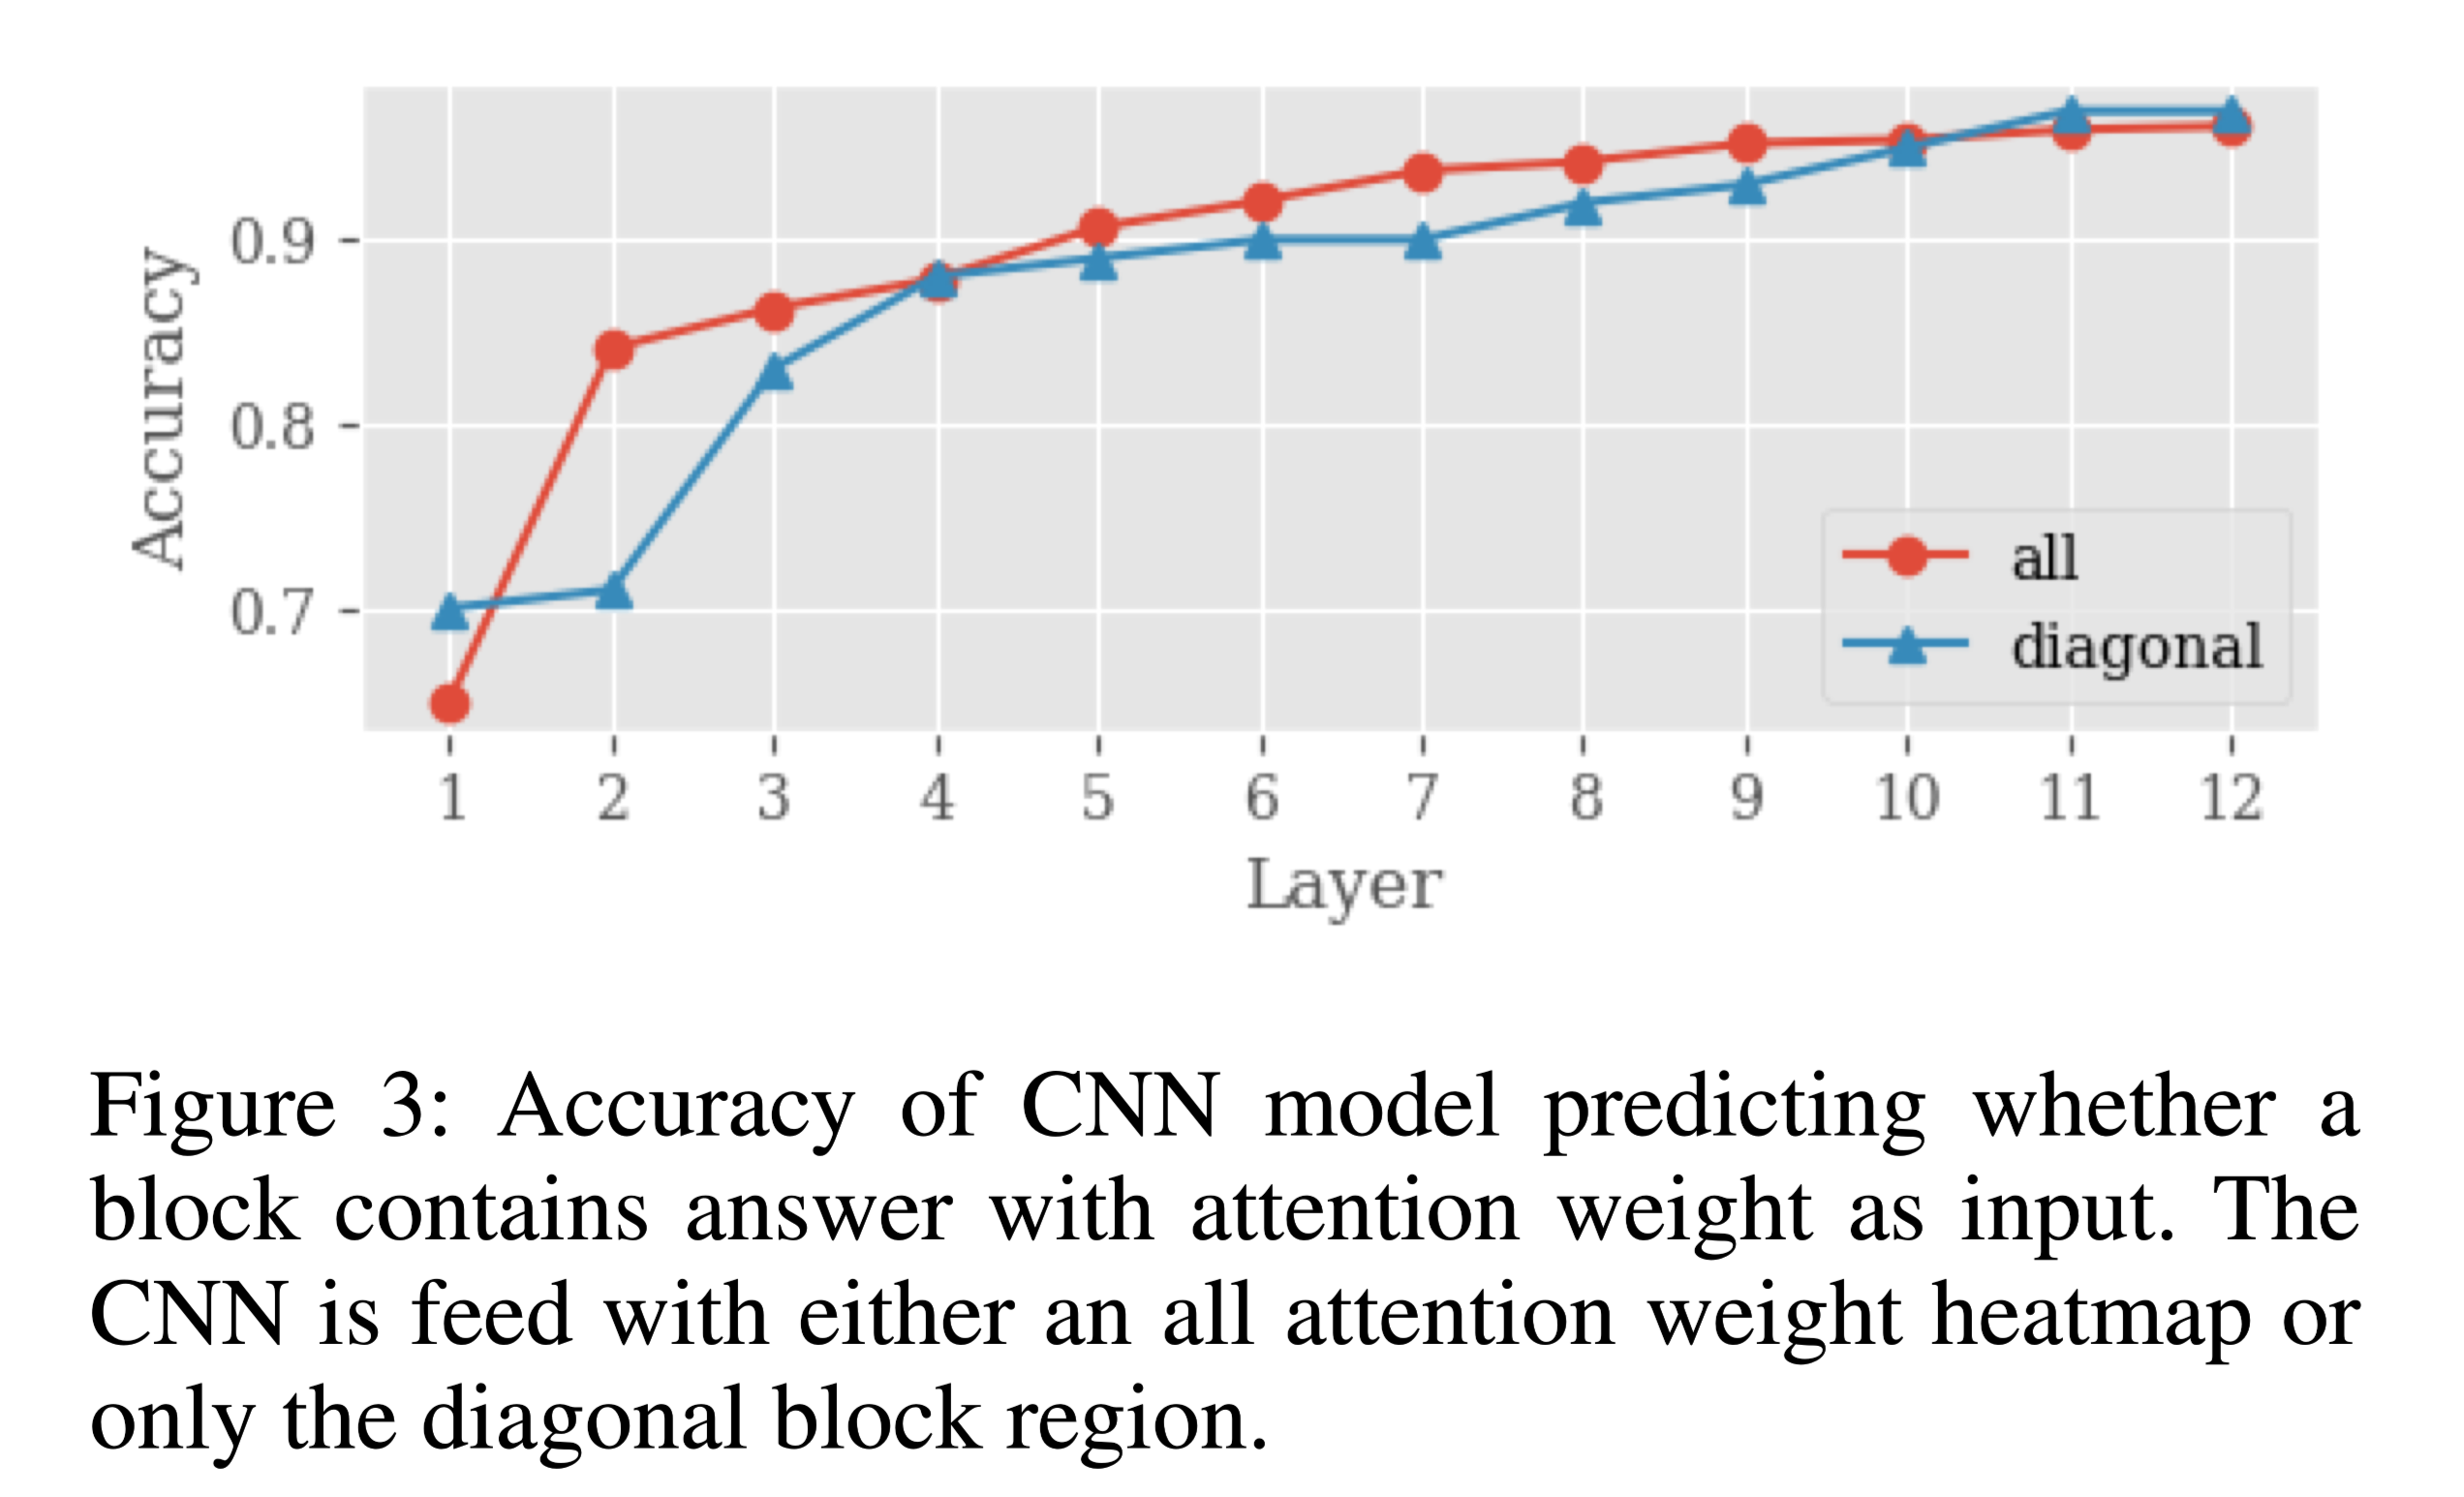 Accuracy
0.9
0.8
0.7
all
diagonal
1 2 3 4 5 6 7 8 9 10 11 12
Layer
Figure 3: Accuracy of CNN model predicting whether a
block contains answer with attention weight as input. The
CNN is feed with either an all attention weight heatmap or
only the diagonal block region.